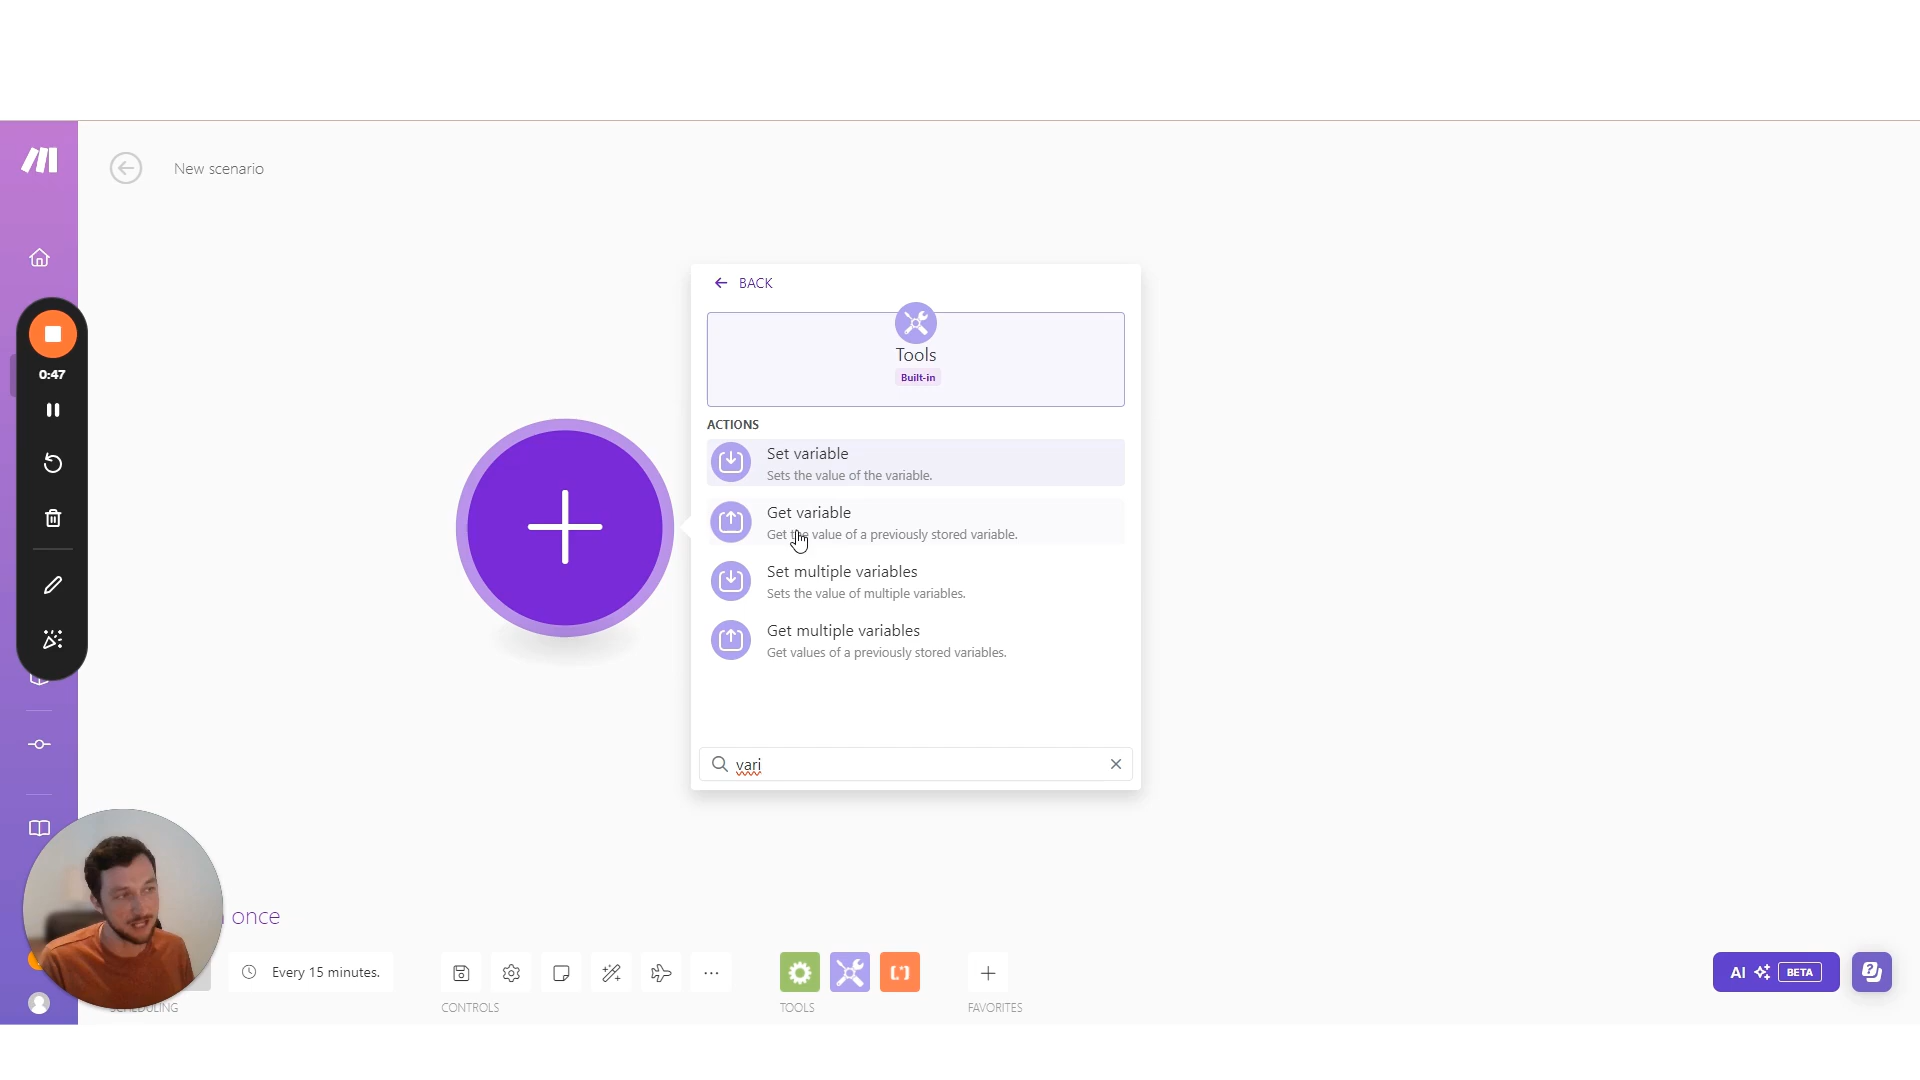 New scenario
BACK
Tools
Built-in
ACTIONS
Set variable
Sets the value of the variable.
Get variable
Get the value of a previously stored variable.
Set multiple variables
Sets the value of multiple variables.
Get multiple variables
Get values of a previously stored variables.
vari
0:47
once
Every 15 minutes.
AI BETA
CONTROLS
TOOLS
FAVORITES